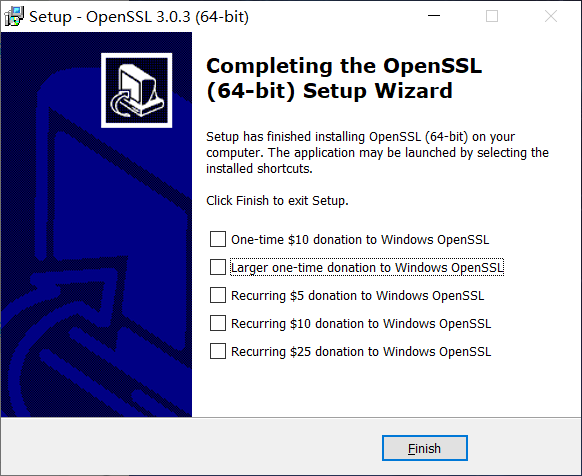 Setup - OpenSSL 3.0.3 (64-bit)
Completing the OpenSSL
(64-bit) Setup Wizard
Setup has finished installing OpenSSL (64-bit) on your
computer. The application may be launched by selecting the
installed shortcuts.
Click Finish to exit Setup.
One-time $10 donation to Windows OpenSSL
Larger one-time donation to Windows OpenSSL
Recurring $5 donation to Windows OpenSSL
Recurring $10 donation to Windows OpenSSL
Recurring $25 donation to Windows OpenSSL
Finish